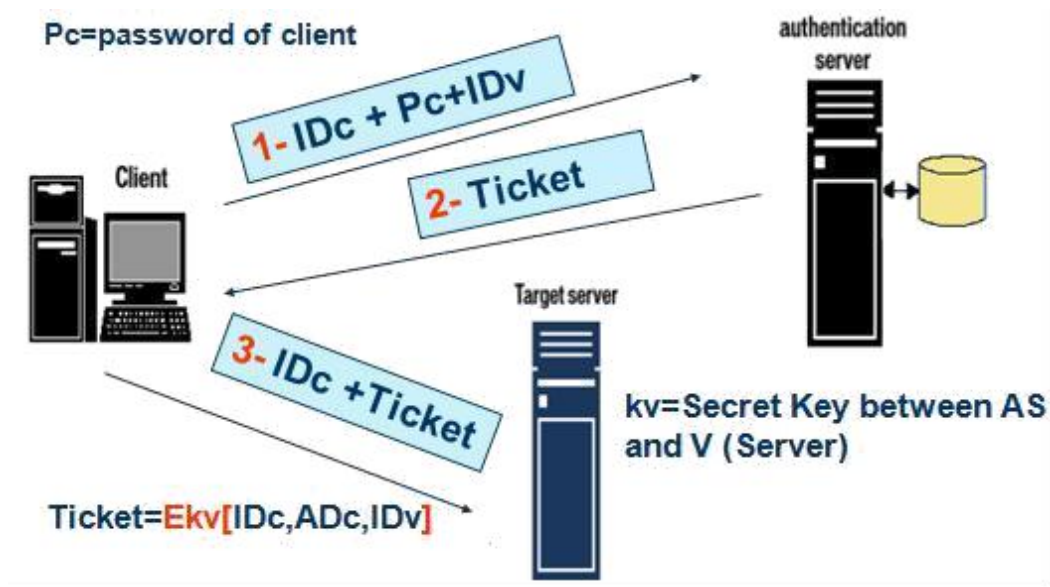 Pc=password of client
authentication
server
1- IDc + Pc+IDv
Client
2- Ticket
Target server
3- IDc +Ticket
kv=Secret Key between AS
and V (Server)
Ticket=Ekv[IDc,ADc,IDv]